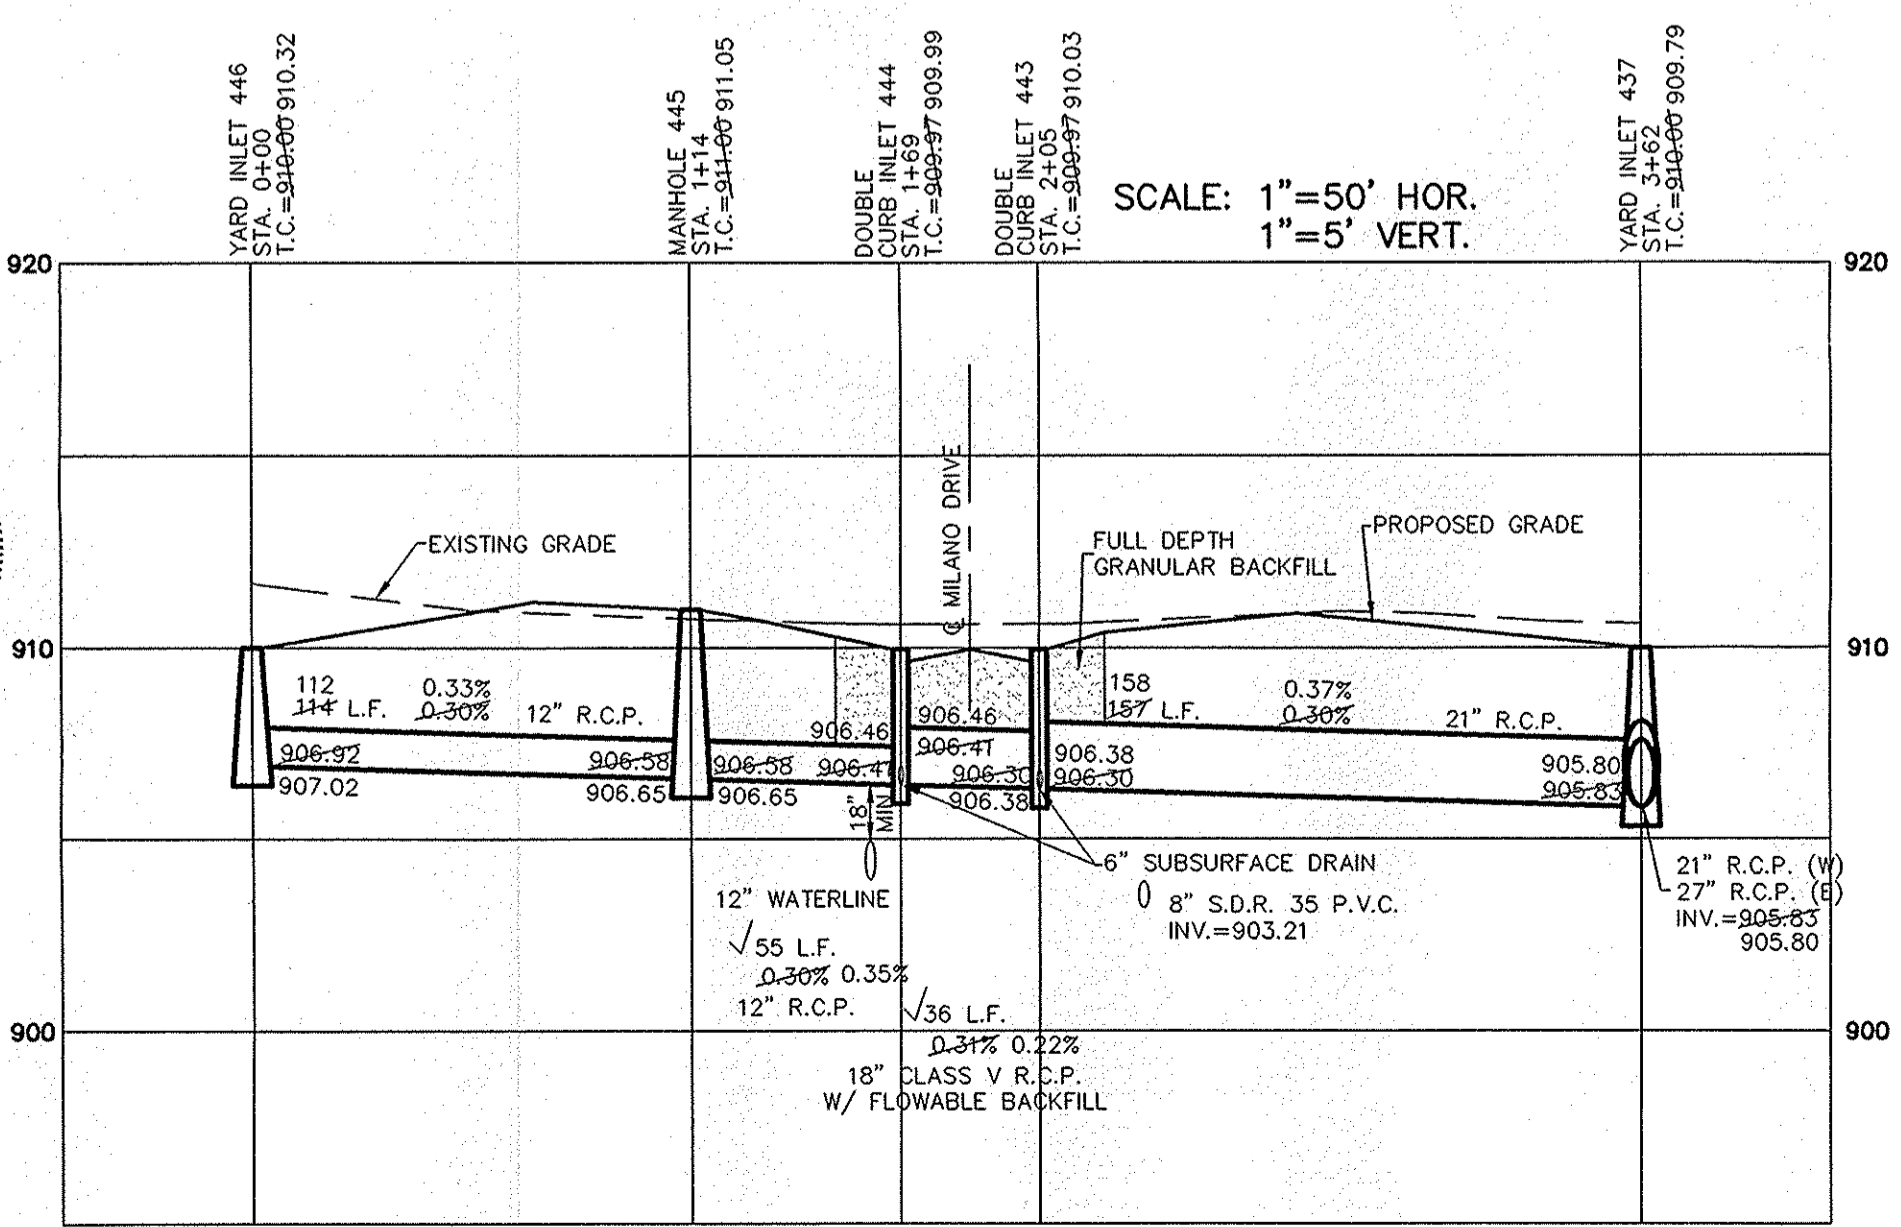 YARD INLET 446
STA. 0+00
T.C.=910.00 910.32
MANHOLE 445
STA. 1+14
T.C.=911.00 911.05
DOUBLE
CURB INLET 444
STA. 1+69
T.C.=909.97 909.99
DOUBLE
CURB INLET 443
STA. 2+05
T.C.=909.97 910.03
SCALE: 1"=50' HOR.
1"=5' VERT.
YARD INLET 437
STA. 3+62
T.C.=910.00 909.79
920
920
EXISTING GRADE
℄ MILANO DRIVE
FULL DEPTH
GRANULAR BACKFILL
PROPOSED GRADE
910
910
112
114 L.F.
0.33%
0.30%
12" R.C.P.
158
157 L.F.
0.37%
0.30%
21" R.C.P.
906.92
907.02
906.58
906.65
906.58
906.65
906.46
906.41
906.46
906.41
906.30
906.38
906.38
906.30
905.80
905.83
18"
MIN
12" WATERLINE
6" SUBSURFACE DRAIN
8" S.D.R. 35 P.V.C.
INV.=903.21
21" R.C.P. (W)
27" R.C.P. (E)
INV.=905.83
905.80
√55 L.F.
0.30% 0.35%
12" R.C.P.
√36 L.F.
0.31% 0.22%
18" CLASS V R.C.P.
W/ FLOWABLE BACKFILL
900
900